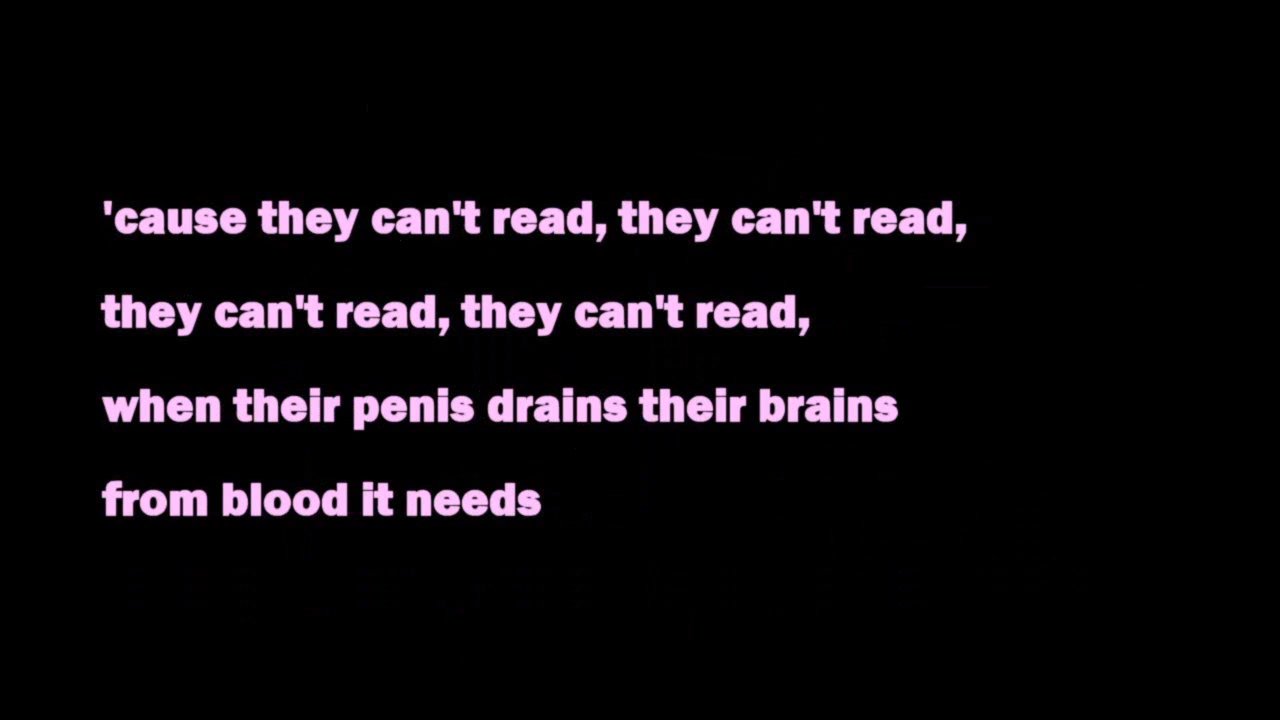 'cause they can't read, they can't read,
they can't read, they can't read,
when their penis drains their brains
from blood it needs